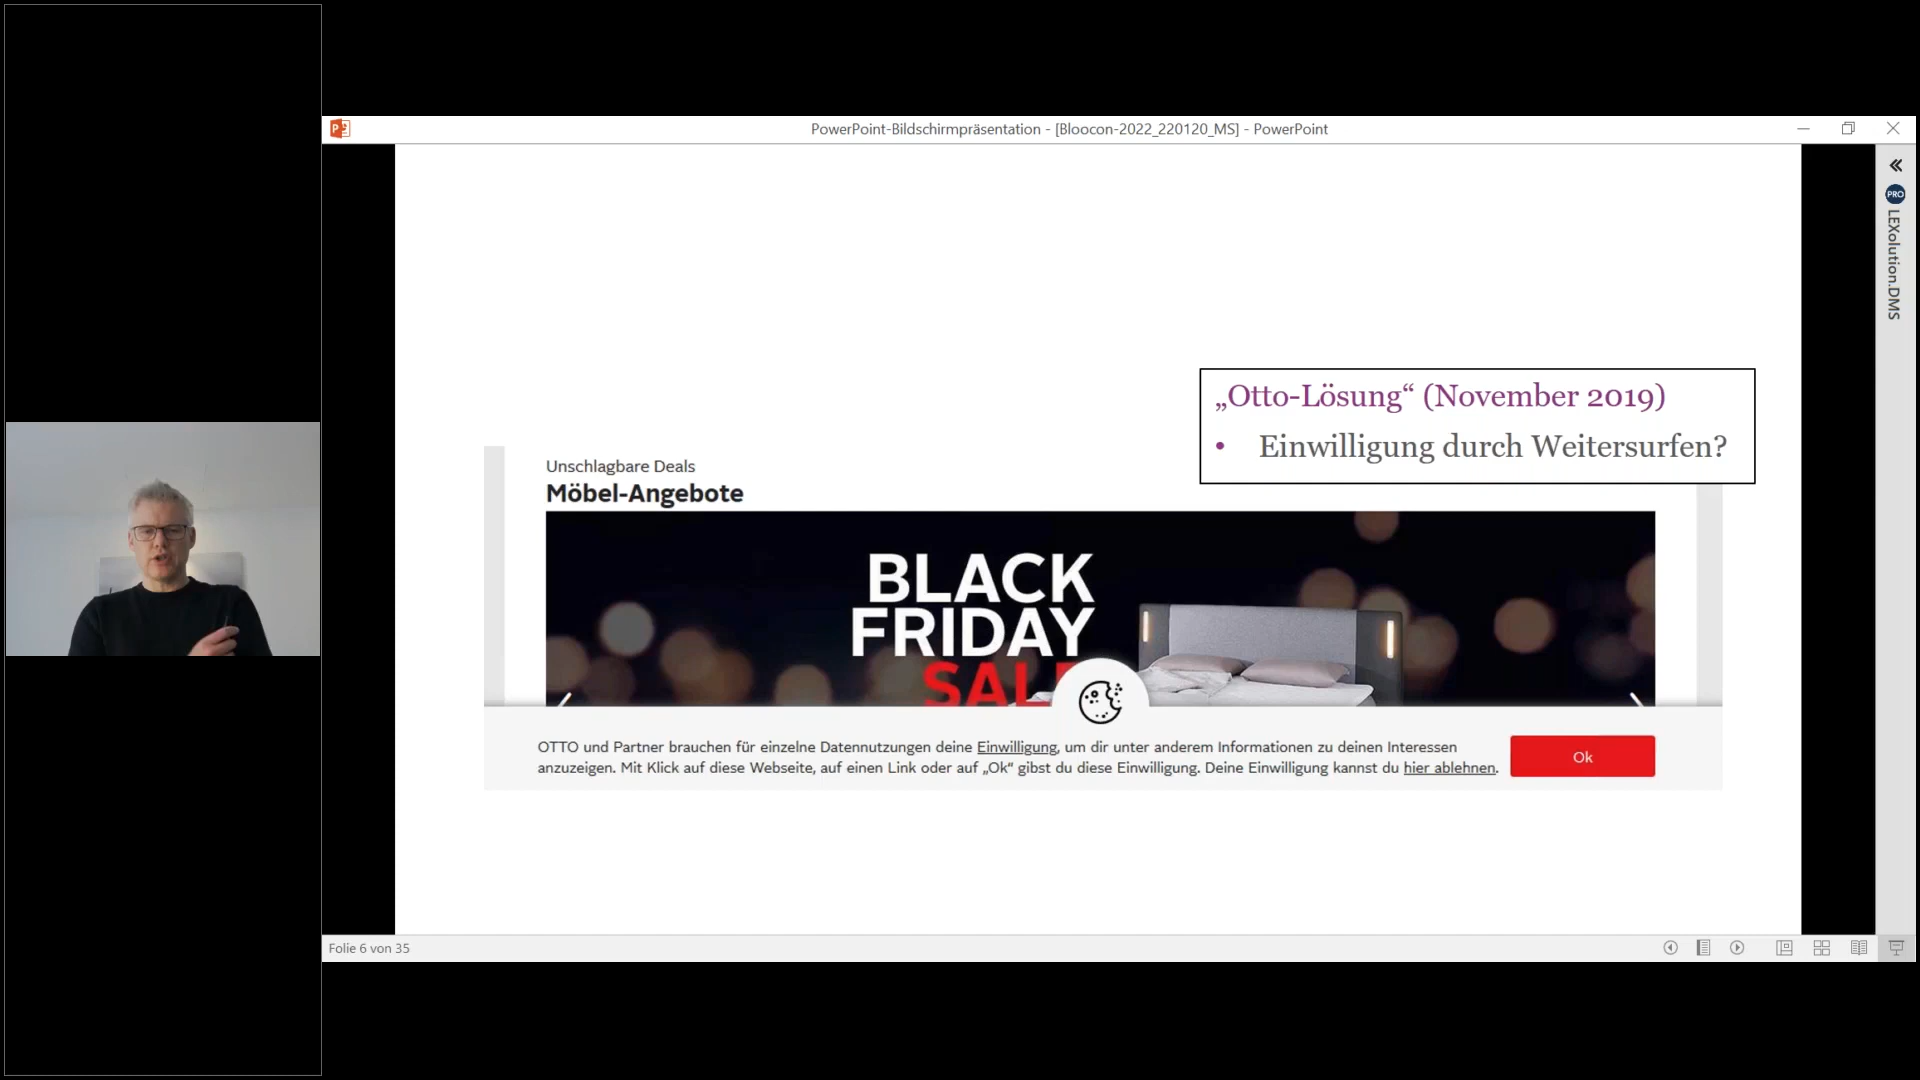 PowerPoint-Bildschirmpräsentation - [Bloocon-2022_220120_MS] - PowerPoint
PRO
LEXolution.DMS
„Otto-Lösung“ (November 2019)
• Einwilligung durch Weitersurfen?
Unschlagbare Deals
Möbel-Angebote
BLACK
FRIDAY
SALE
OTTO und Partner brauchen für einzelne Datennutzungen deine Einwilligung, um dir unter anderem Informationen zu deinen Interessen
anzuzeigen. Mit Klick auf diese Webseite, auf einen Link oder auf „Ok“ gibst du diese Einwilligung. Deine Einwilligung kannst du hier ablehnen.
Ok
Folie 6 von 35